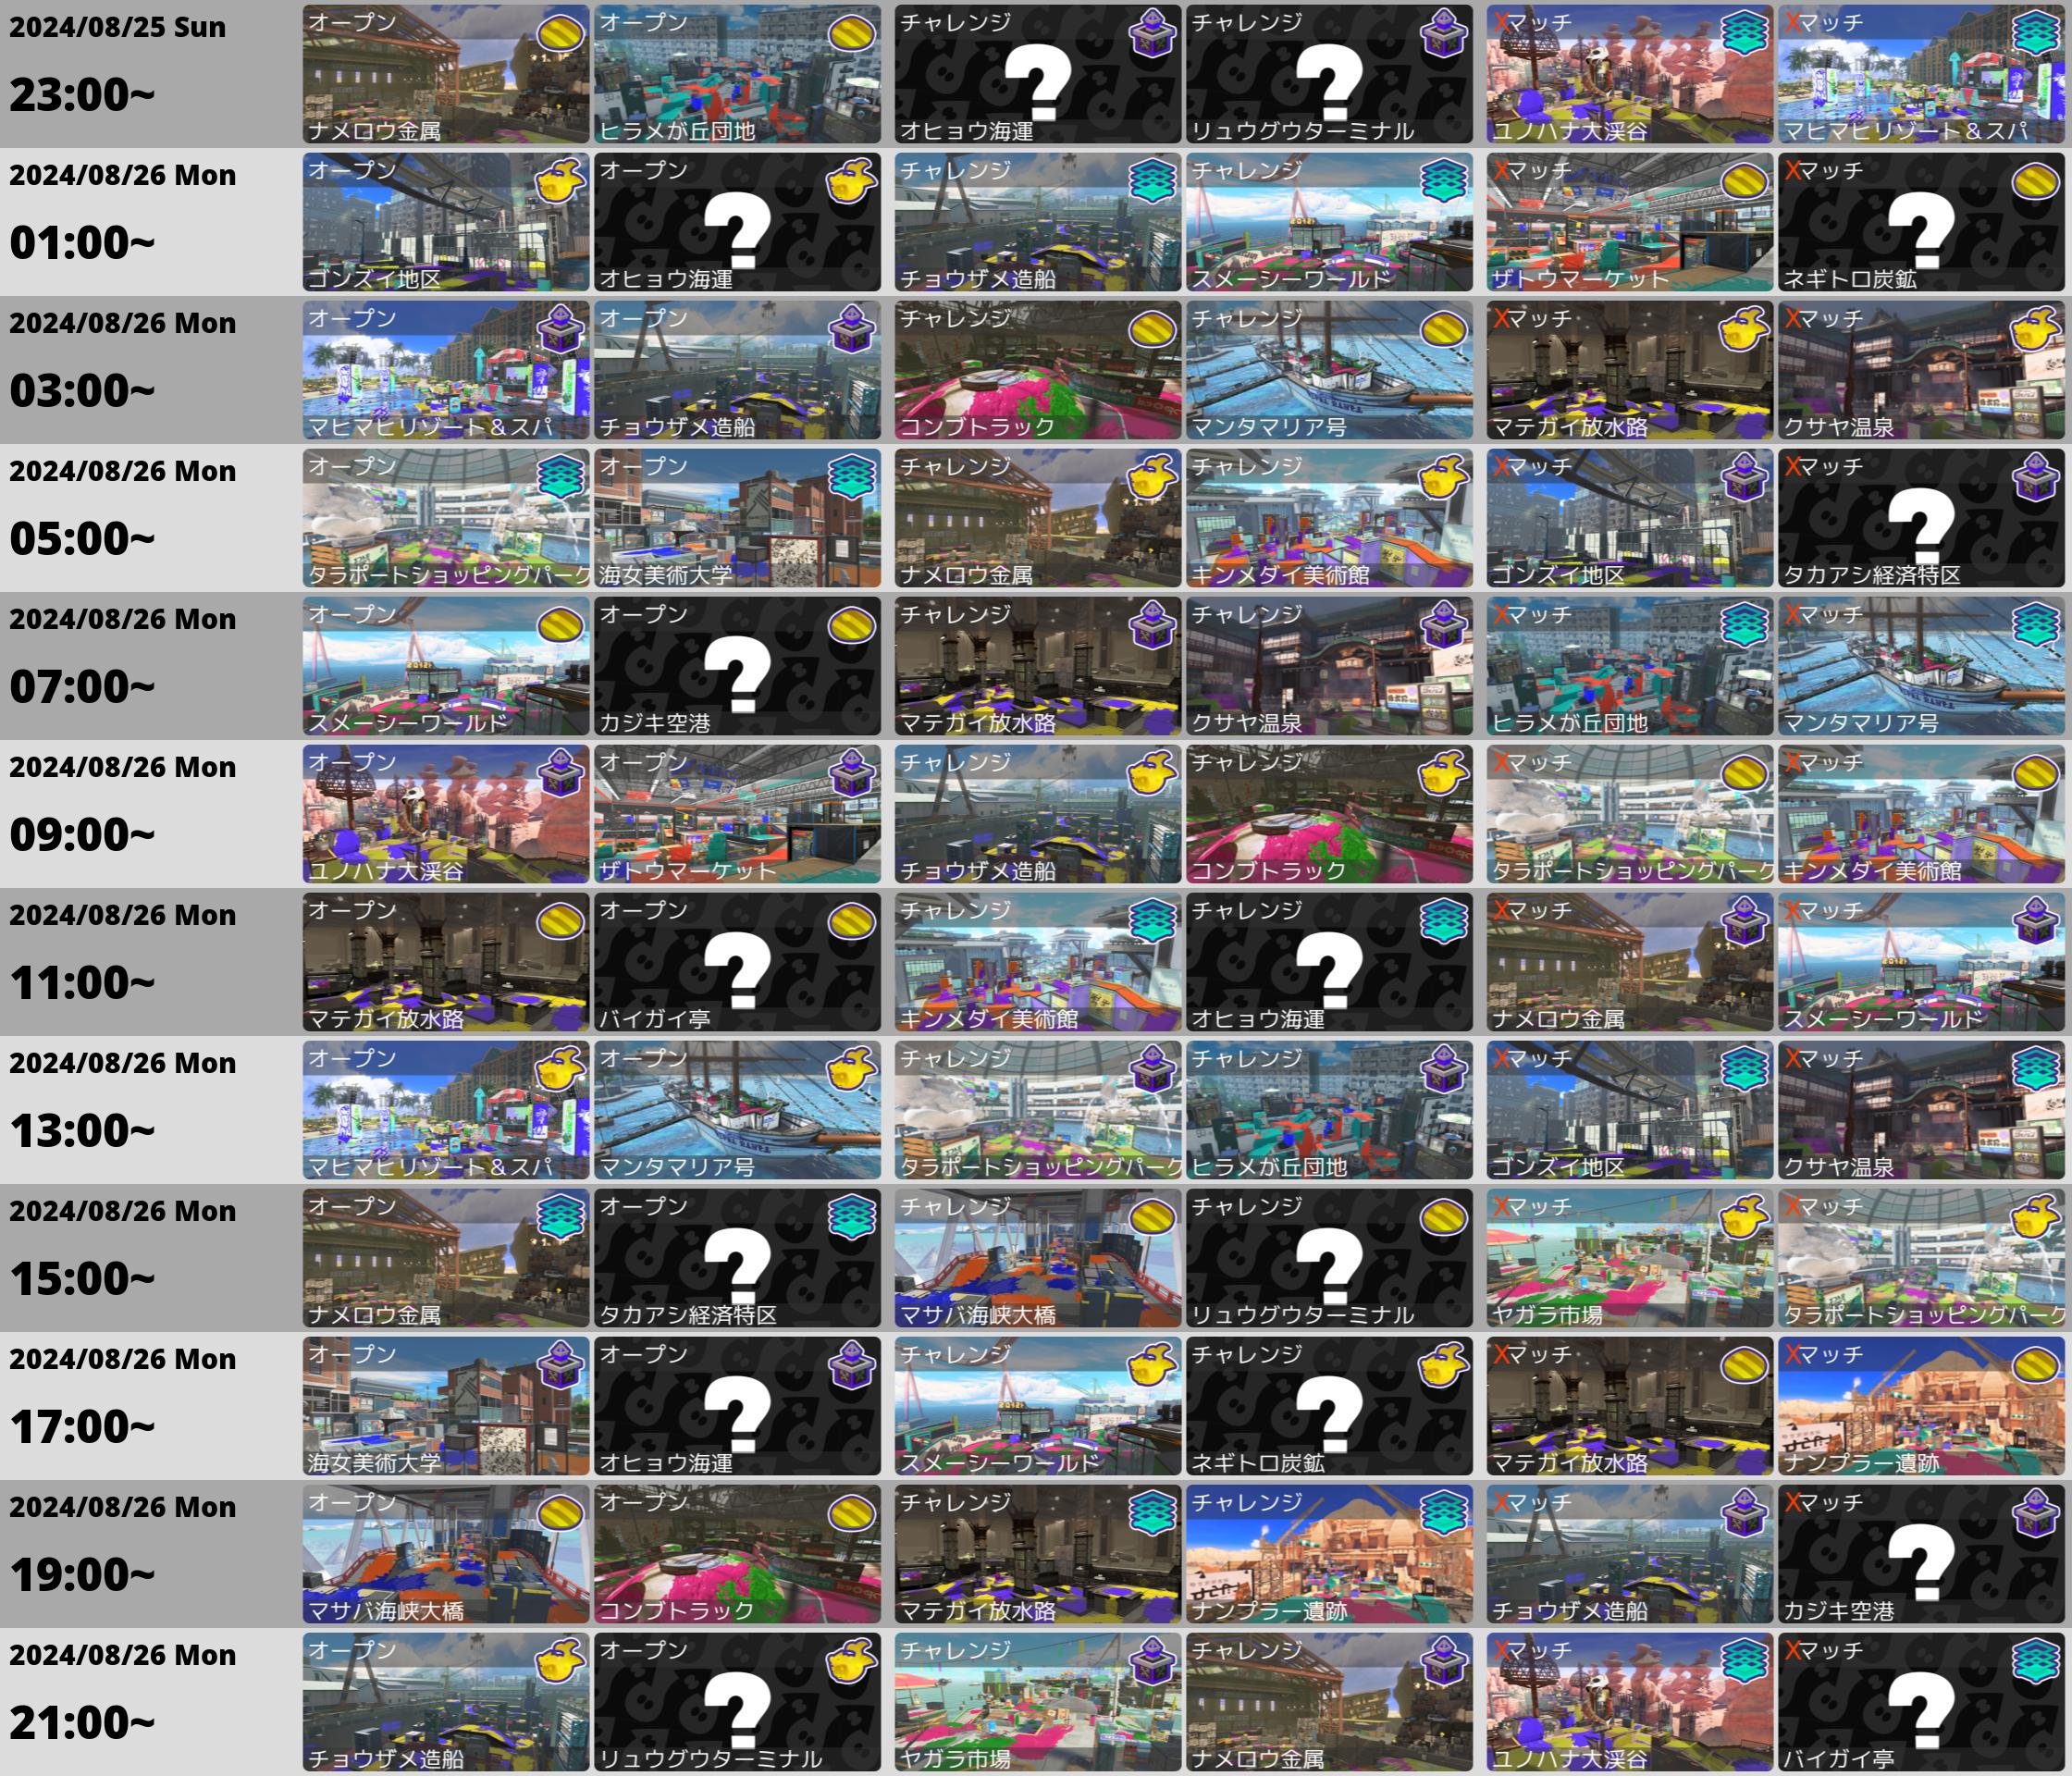 2024/08/25 Sun
23:00~
オープン オープン チャレンジ チャレンジ Xマッチ Xマッチ
ナメロウ金属 ヒラメが丘団地 オヒョウ海運 リュウグウターミナル ユノハナ大渓谷 マヒマヒリゾート＆スパ
2024/08/26 Mon
01:00~
オープン オープン チャレンジ チャレンジ Xマッチ Xマッチ
ゴンズイ地区 オヒョウ海運 チョウザメ造船 スメーシーワールド ザトウマーケット ネギトロ炭鉱
2024/08/26 Mon
03:00~
オープン オープン チャレンジ チャレンジ Xマッチ Xマッチ
マヒマヒリゾート＆スパ チョウザメ造船 コンブトラック マンタマリア号 マテガイ放水路 クサヤ温泉
2024/08/26 Mon
05:00~
オープン オープン チャレンジ チャレンジ Xマッチ Xマッチ
タラポートショッピングパーク 海女美術大学 ナメロウ金属 キンメダイ美術館 ゴンズイ地区 タカアシ経済特区
2024/08/26 Mon
07:00~
オープン オープン チャレンジ チャレンジ Xマッチ Xマッチ
スメーシーワールド カジキ空港 マテガイ放水路 クサヤ温泉 ヒラメが丘団地 マンタマリア号
2024/08/26 Mon
09:00~
オープン オープン チャレンジ チャレンジ Xマッチ Xマッチ
ユノハナ大渓谷 ザトウマーケット チョウザメ造船 コンブトラック タラポートショッピングパーク キンメダイ美術館
2024/08/26 Mon
11:00~
オープン オープン チャレンジ チャレンジ Xマッチ Xマッチ
マテガイ放水路 バイガイ亭 キンメダイ美術館 オヒョウ海運 ナメロウ金属 スメーシーワールド
2024/08/26 Mon
13:00~
オープン オープン チャレンジ チャレンジ Xマッチ Xマッチ
マヒマヒリゾート＆スパ マンタマリア号 タラポートショッピングパーク ヒラメが丘団地 ゴンズイ地区 クサヤ温泉
2024/08/26 Mon
15:00~
オープン オープン チャレンジ チャレンジ Xマッチ Xマッチ
ナメロウ金属 タカアシ経済特区 マサバ海峡大橋 リュウグウターミナル ヤガラ市場 タラポートショッピングパーク
2024/08/26 Mon
17:00~
オープン オープン チャレンジ チャレンジ Xマッチ Xマッチ
海女美術大学 オヒョウ海運 スメーシーワールド ネギトロ炭鉱 マテガイ放水路 ナンプラー遺跡
2024/08/26 Mon
19:00~
オープン オープン チャレンジ チャレンジ Xマッチ Xマッチ
マサバ海峡大橋 コンブトラック マテガイ放水路 ナンプラー遺跡 チョウザメ造船 カジキ空港
2024/08/26 Mon
21:00~
オープン オープン チャレンジ チャレンジ Xマッチ Xマッチ
チョウザメ造船 リュウグウターミナル ヤガラ市場 ナメロウ金属 ユノハナ大渓谷 バイガイ亭